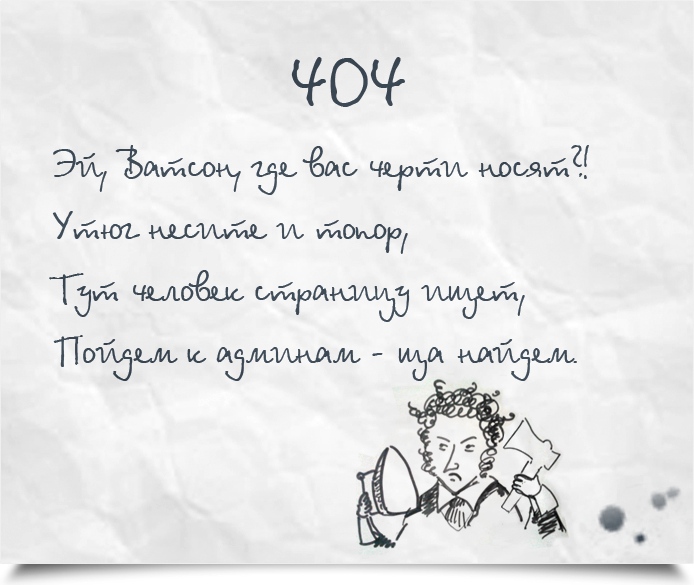 404
Эй, Ватсон, где вас черти носят?!
Утюг несите и топор,
Тут человек страницу ищет,
Пойдем к админам - ща найдем.